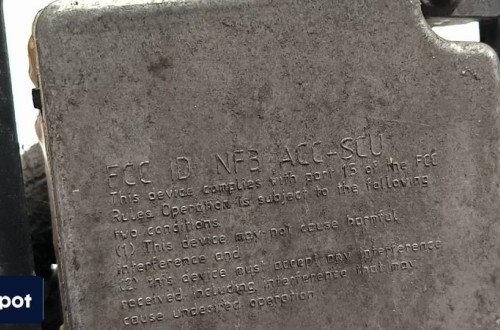 FCC ID NF3 ACC-SCU
This device complies with part 15 of the FCC
Rules Operation is subject to the following
two conditions
(1) This device may not cause harmful
interference and
(2) this device must accept any interference
received including interference that may
cause undesired operation
pot